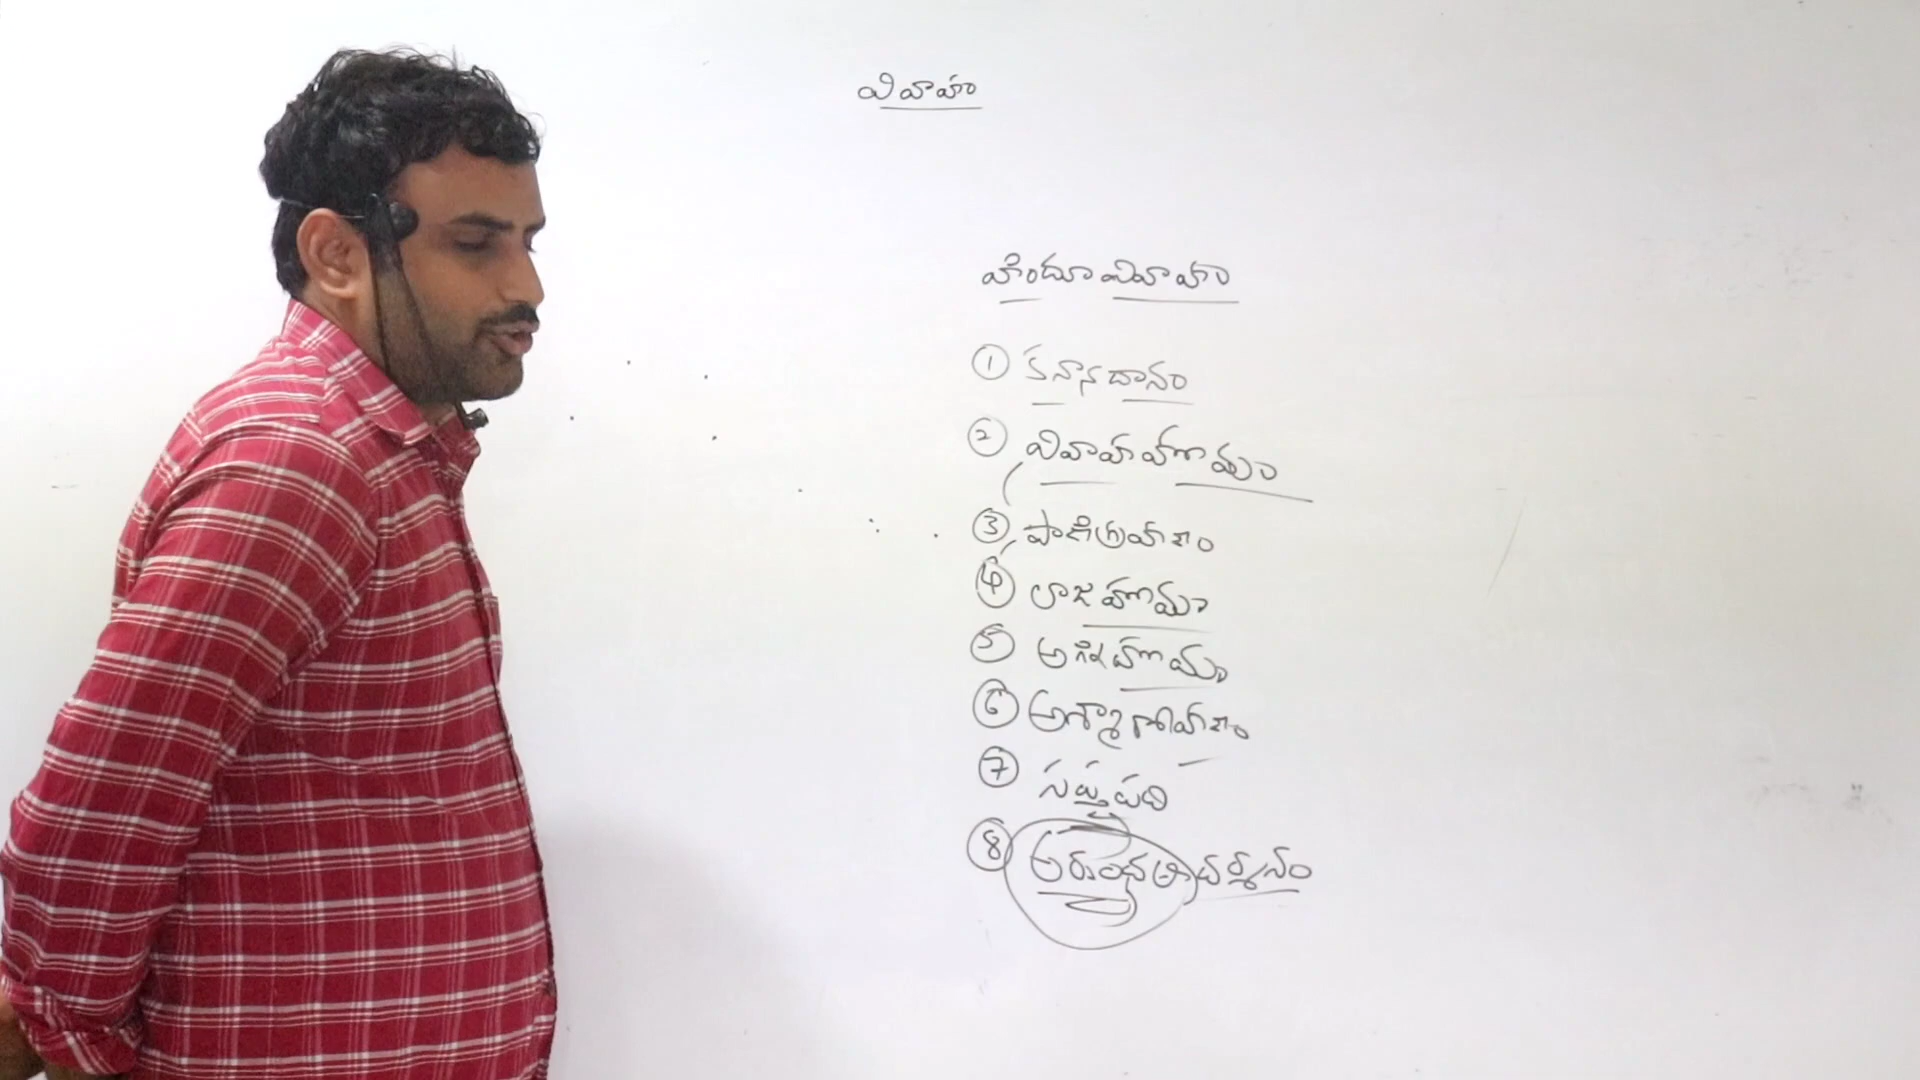 వివాహం
హిందూ వివాహం
① కన్యాదానం
② వివాహహోమం
③ పాణిగ్రహణం
④ లాజహోమం
⑤ అగ్నిహోమం
⑥ అశ్మారోహణం
⑦ సప్తపది
⑧ అరుంధతి దర్శనం